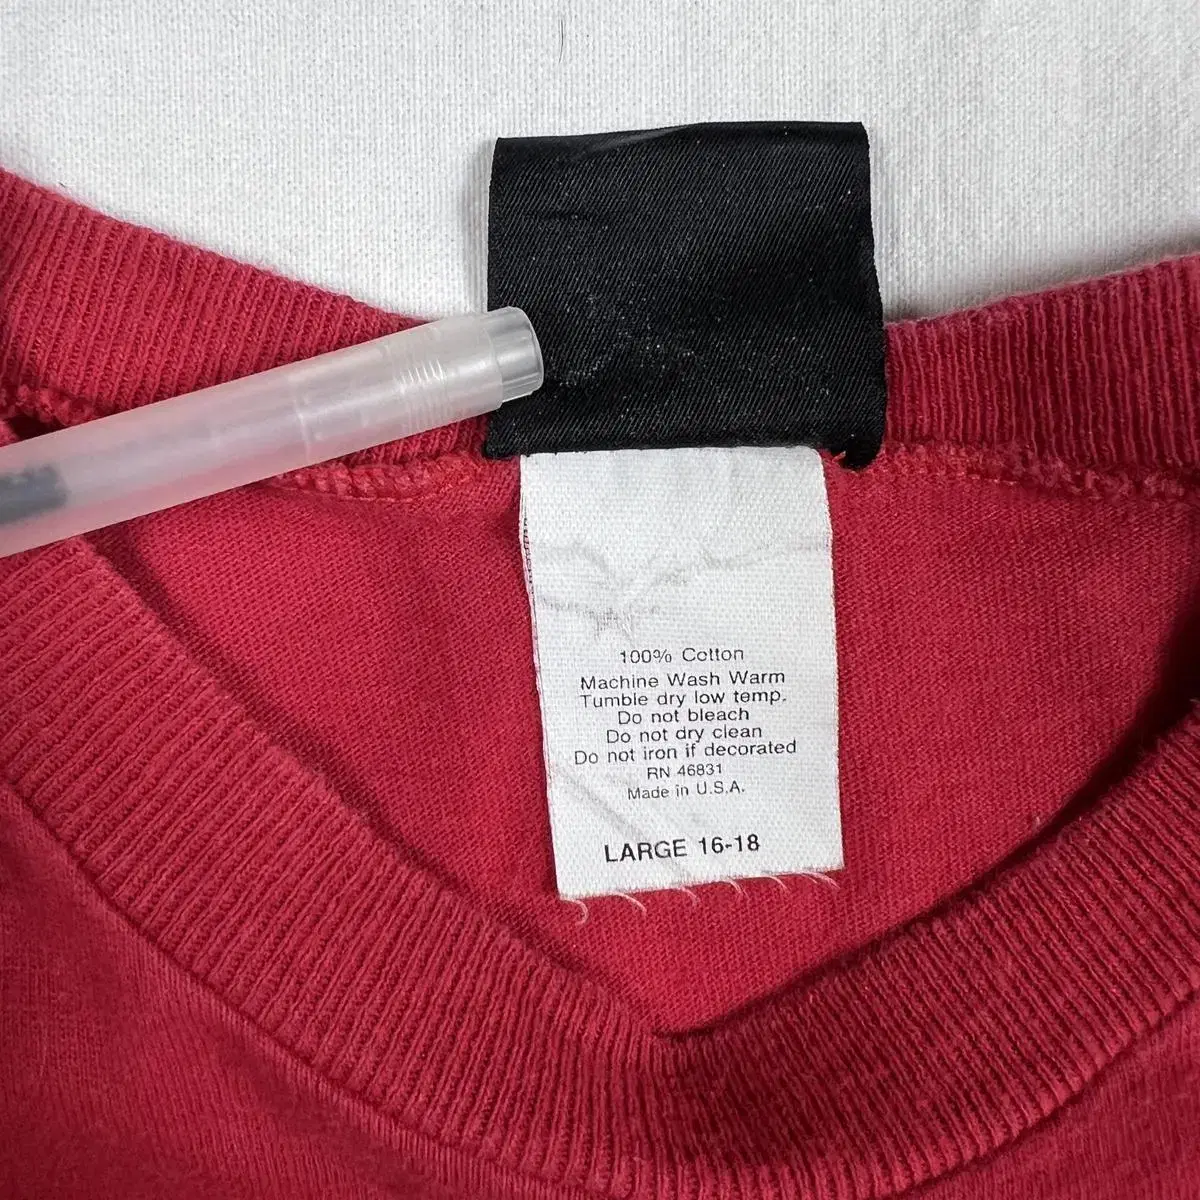 100% Cotton
Machine Wash Warm
Tumble dry low temp.
Do not bleach
Do not dry clean
Do not iron if decorated
RN 46831
Made in U.S.A.
LARGE 16-18